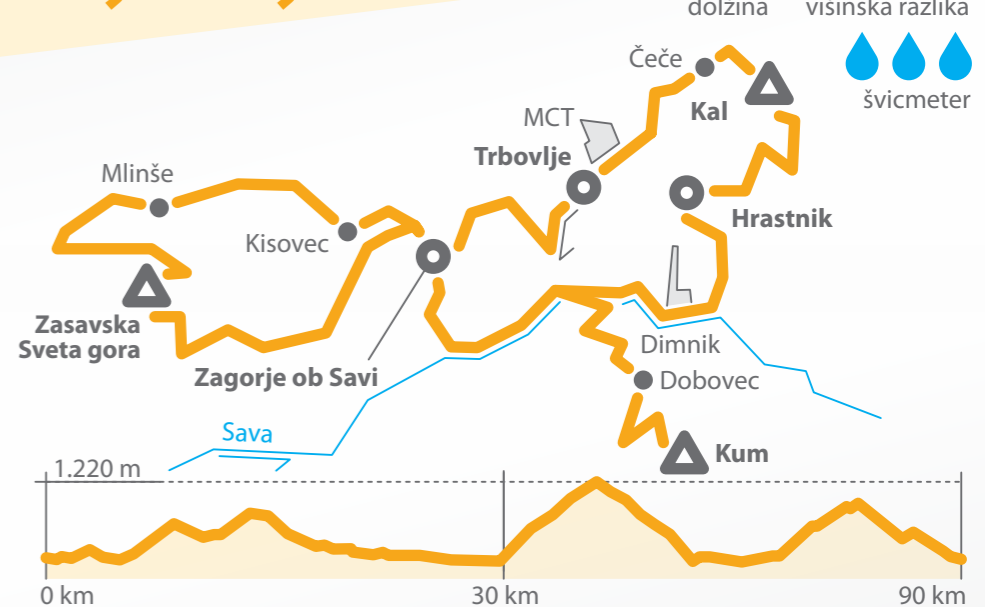 dolžina
višinska razlika
švicmeter
Čeče
Kal
MCT
Trbovlje
Mlinše
Hrastnik
Kisovec
Zasavska
Sveta gora
Zagorje ob Savi
Dimnik
Dobovec
Sava
Kum
1.220 m
0 km
30 km
90 km